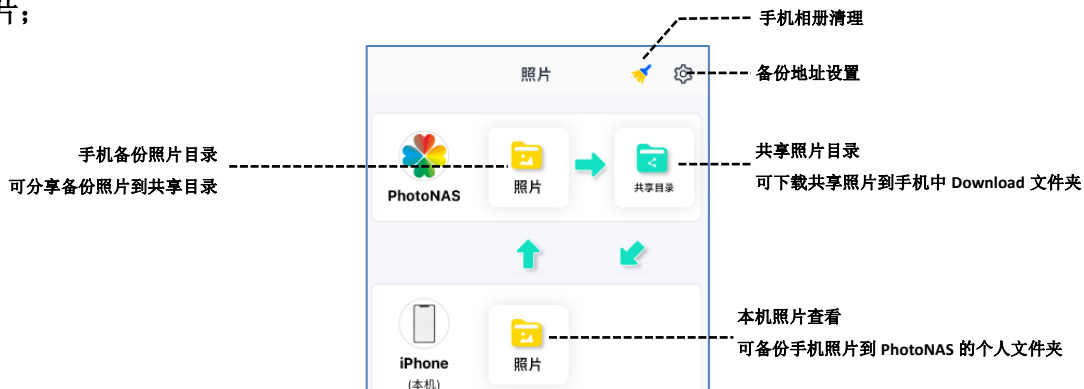 片；
手机相册清理
照片
备份地址设置
手机备份照片目录
可分享备份照片到共享目录
PhotoNAS
照片
共享目录
共享照片目录
可下载共享照片到手机中 Download 文件夹
iPhone
(本机)
照片
本机照片查看
可备份手机照片到 PhotoNAS 的个人文件夹